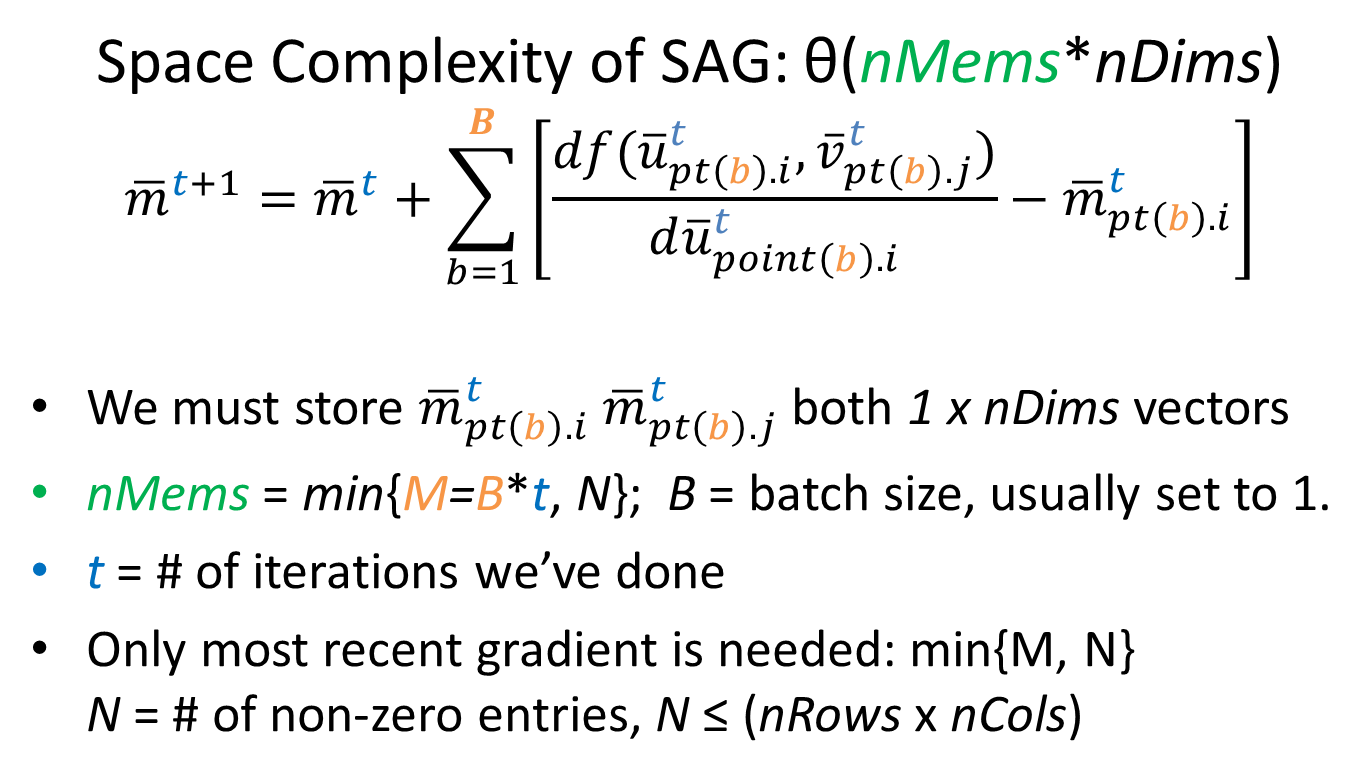 Space Complexity of SAG: θ(nMems*nDims)
m̅^{t+1} = m̅^t + ∑_{b=1}^{B} [ df(u̅^t_{pt(b).i}, v̅^t_{pt(b).j}) / du̅^t_{point(b).i} − m̅^t_{pt(b).i} ]
• We must store m̅^t_{pt(b).i} m̅^t_{pt(b).j} both 1 x nDims vectors
• nMems = min{M=B*t, N}; B = batch size, usually set to 1.
• t = # of iterations we’ve done
• Only most recent gradient is needed: min{M, N}
N = # of non-zero entries, N ≤ (nRows x nCols)